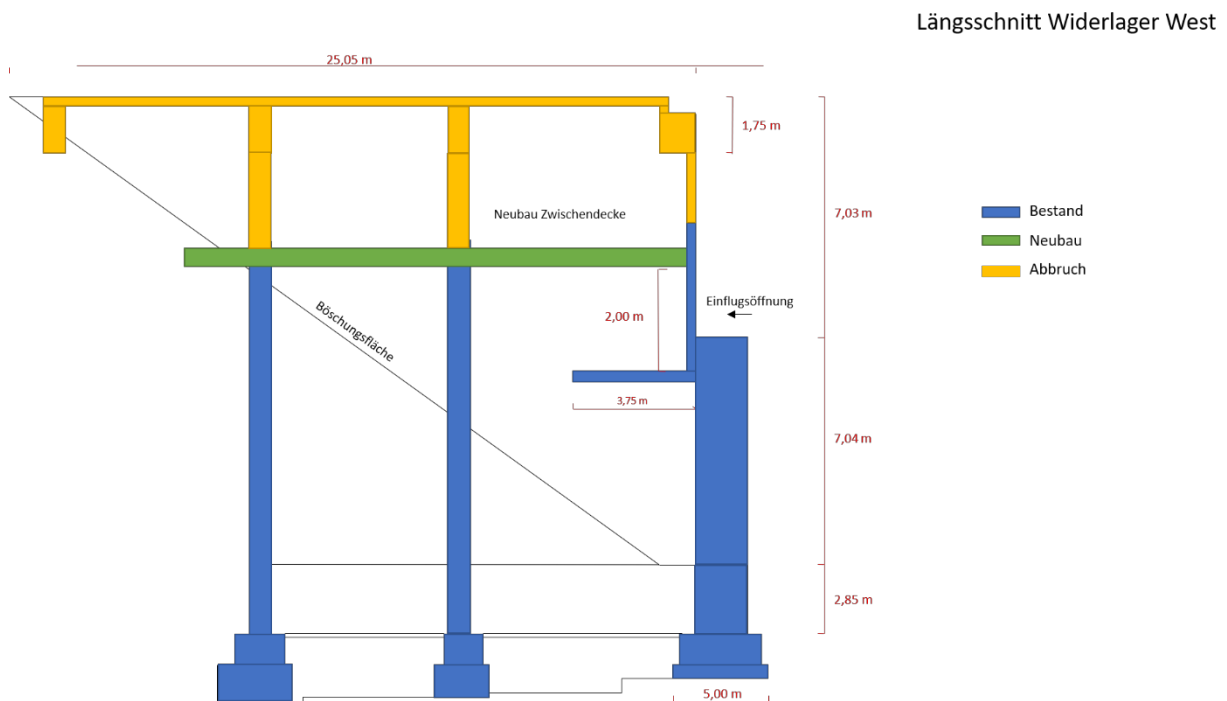 Längsschnitt Widerlager West
25,05 m
1,75 m
Neubau Zwischendecke
7,03 m
Bestand
Neubau
Abbruch
Einflugsöffnung
2,00 m
Böschungsfläche
3,75 m
7,04 m
2,85 m
5,00 m